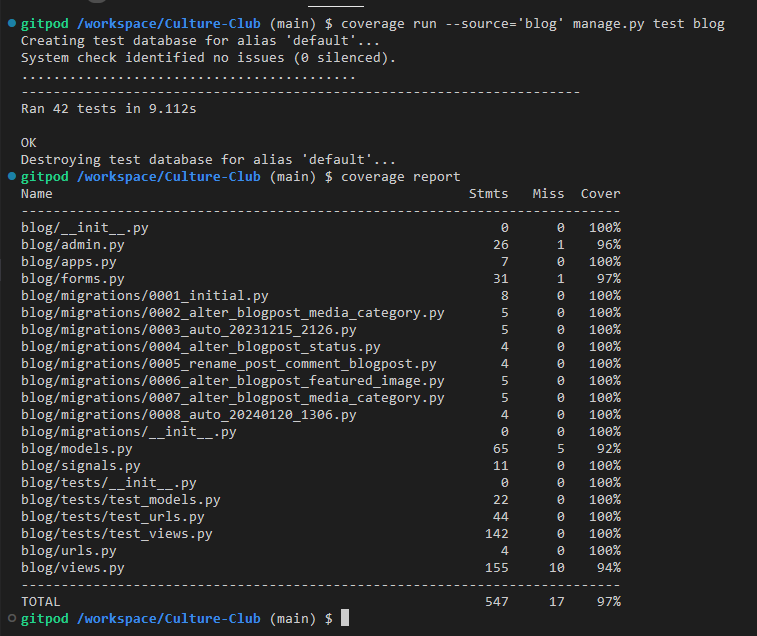 gitpod /workspace/Culture-Club (main) $ coverage run --source='blog' manage.py test blog
Creating test database for alias 'default'...
System check identified no issues (0 silenced).
..........................................
----------------------------------------------------------------------
Ran 42 tests in 9.112s
OK
Destroying test database for alias 'default'...
gitpod /workspace/Culture-Club (main) $ coverage report
Name Stmts Miss Cover
---------------------------------------------------------------------------
blog/__init__.py 0 0 100%
blog/admin.py 26 1 96%
blog/apps.py 7 0 100%
blog/forms.py 31 1 97%
blog/migrations/0001_initial.py 8 0 100%
blog/migrations/0002_alter_blogpost_media_category.py 5 0 100%
blog/migrations/0003_auto_20231215_2126.py 5 0 100%
blog/migrations/0004_alter_blogpost_status.py 4 0 100%
blog/migrations/0005_rename_post_comment_blogpost.py 4 0 100%
blog/migrations/0006_alter_blogpost_featured_image.py 5 0 100%
blog/migrations/0007_alter_blogpost_media_category.py 5 0 100%
blog/migrations/0008_auto_20240120_1306.py 4 0 100%
blog/migrations/__init__.py 0 0 100%
blog/models.py 65 5 92%
blog/signals.py 11 0 100%
blog/tests/__init__.py 0 0 100%
blog/tests/test_models.py 22 0 100%
blog/tests/test_urls.py 44 0 100%
blog/tests/test_views.py 142 0 100%
blog/urls.py 4 0 100%
blog/views.py 155 10 94%
---------------------------------------------------------------------------
TOTAL 547 17 97%
gitpod /workspace/Culture-Club (main) $